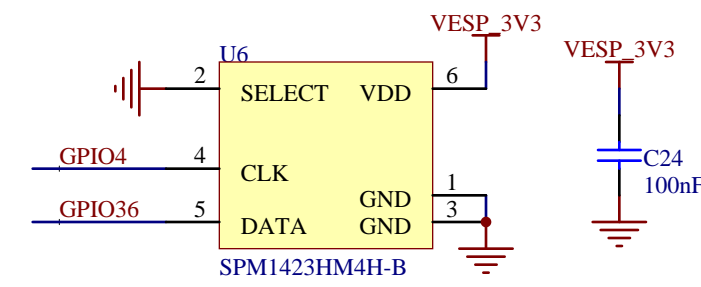 VESP_3V3
VESP_3V3
U6
2
SELECT
VDD
6
GPIO4
4
CLK
C24
100nF
GND
1
GPIO36
5
DATA
GND
3
SPM1423HM4H-B